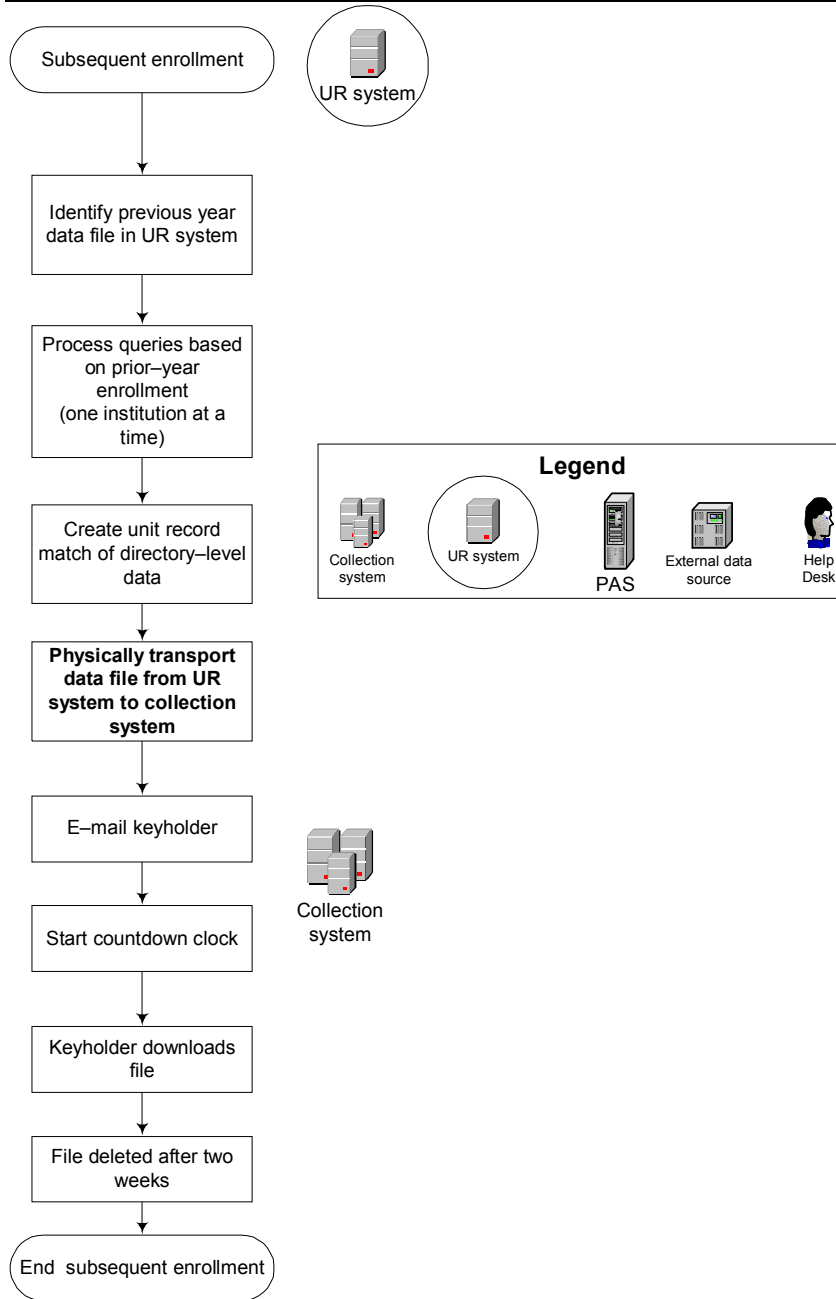 Subsequent enrollment
UR system
Identify previous year
data file in UR system
Process queries based
on prior–year
enrollment
(one institution at a
time)
Legend
Collection
system
UR system
PAS
External data
source
Help
Desk
Create unit record
match of directory–level
data
Physically transport
data file from UR
system to collection
system
E–mail keyholder
Collection
system
Start countdown clock
Keyholder downloads
file
File deleted after two
weeks
End subsequent enrollment